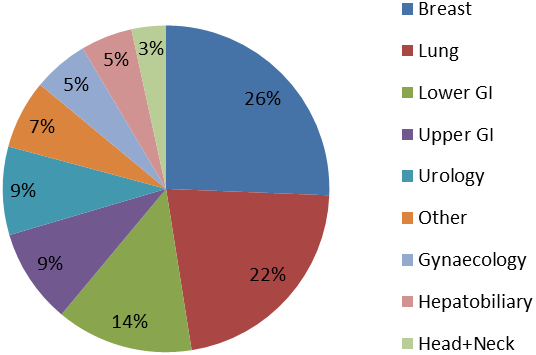 Breast
Lung
Lower GI
Upper GI
Urology
Other
Gynaecology
Hepatobiliary
Head+Neck
26%
22%
14%
9%
9%
7%
5%
5%
3%